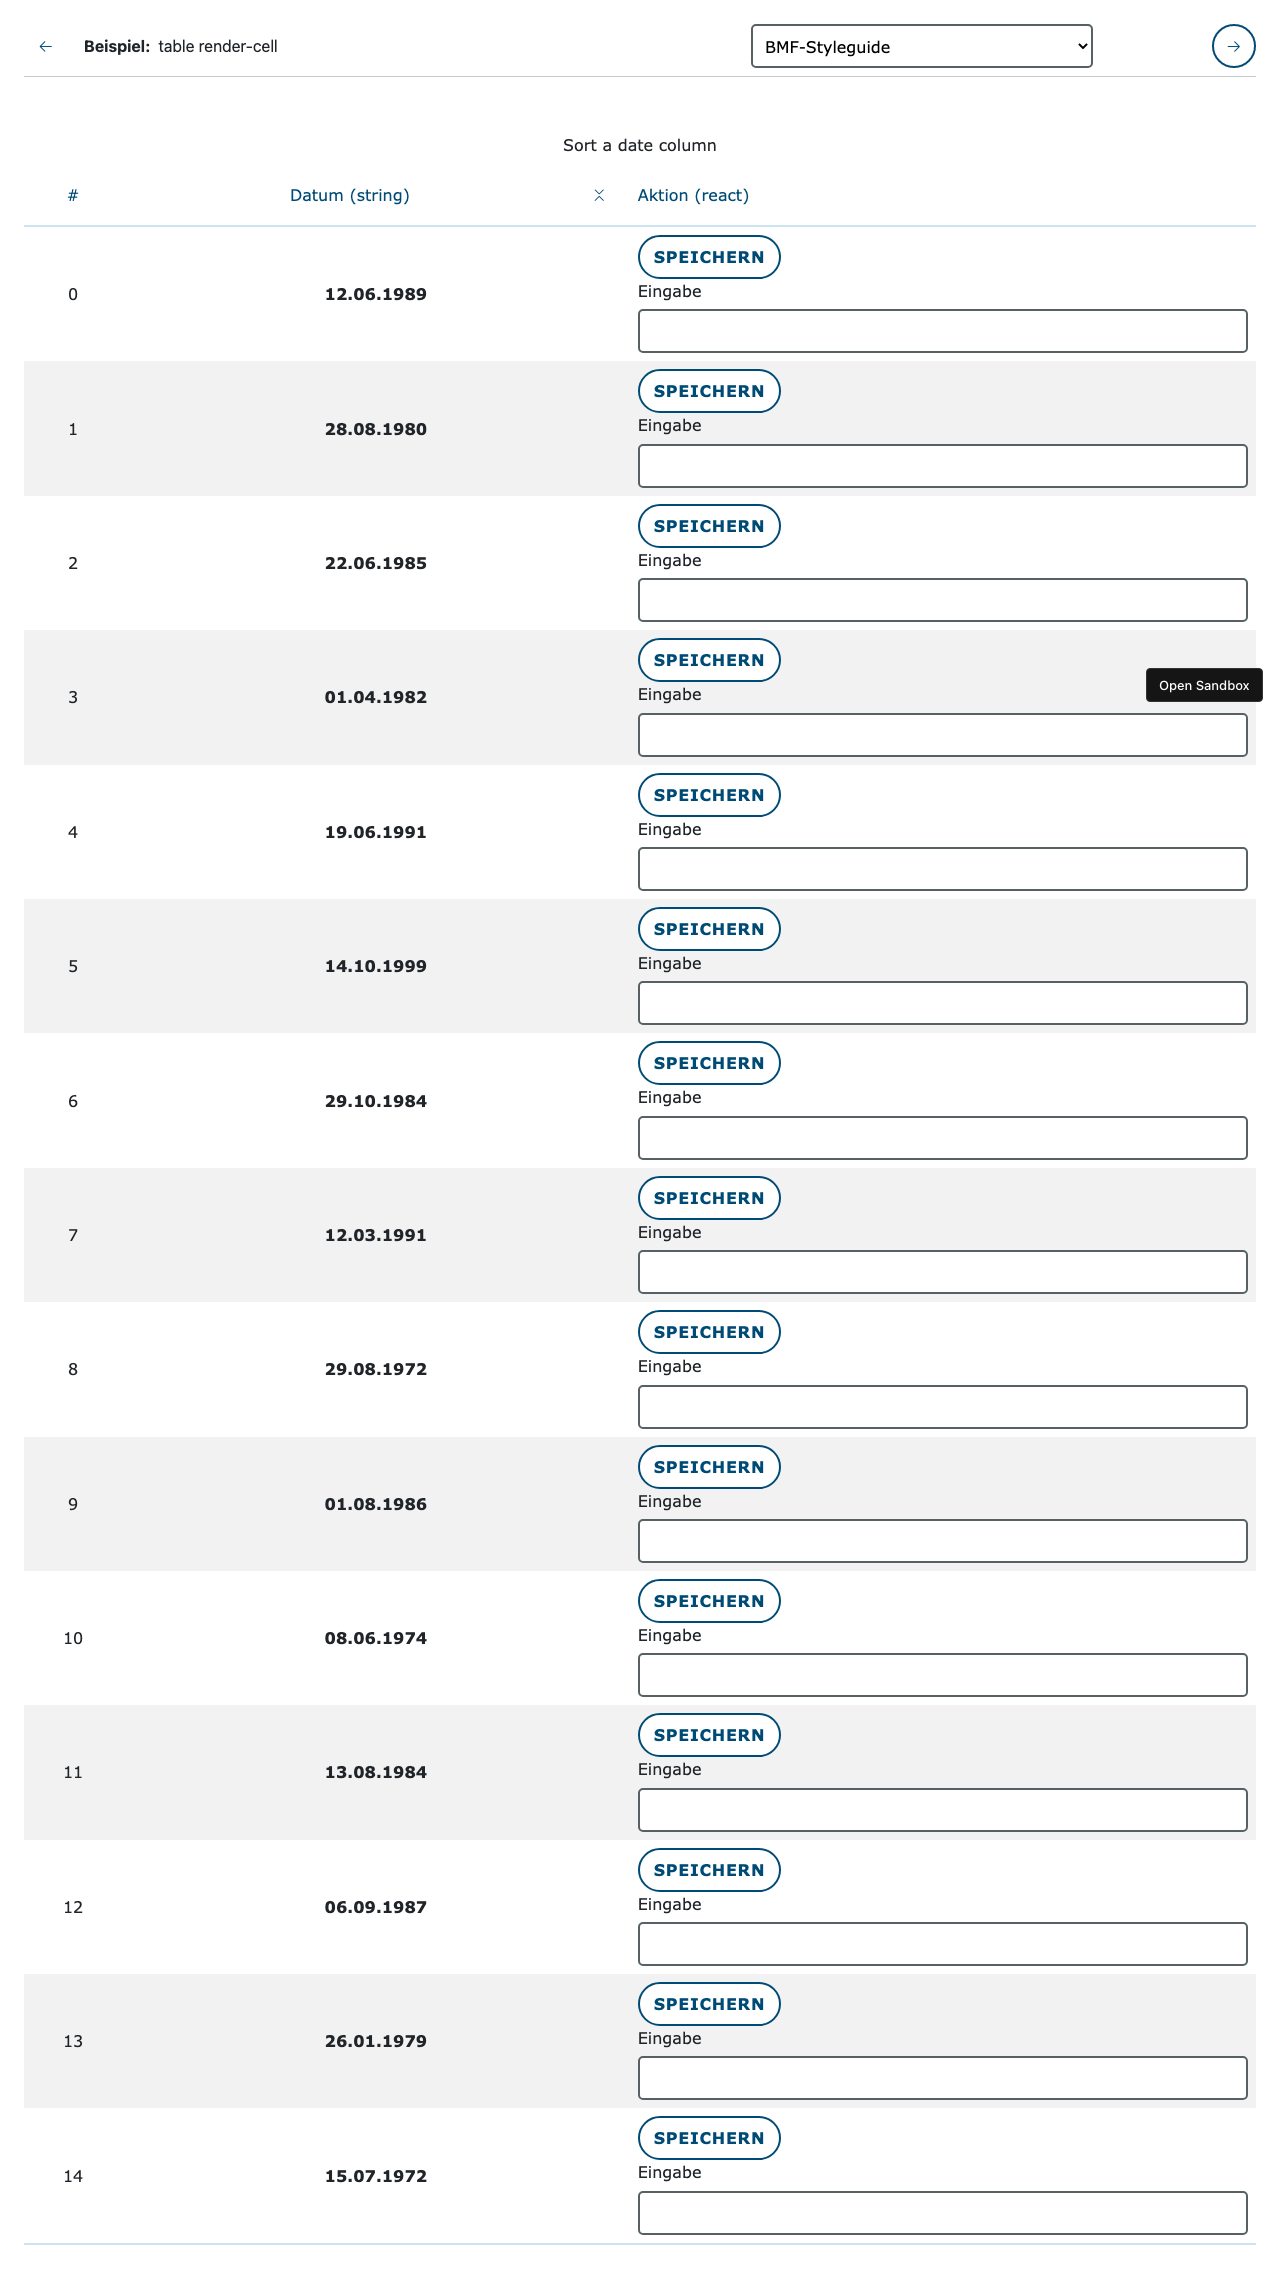 Beispiel: table render-cell
BMF-Styleguide
Sort a date column
# Datum (string) Aktion (react)
SPEICHERN
0 12.06.1989 Eingabe
SPEICHERN
1 28.08.1980 Eingabe
SPEICHERN
2 22.06.1985 Eingabe
SPEICHERN
3 01.04.1982 Eingabe
Open Sandbox
SPEICHERN
4 19.06.1991 Eingabe
SPEICHERN
5 14.10.1999 Eingabe
SPEICHERN
6 29.10.1984 Eingabe
SPEICHERN
7 12.03.1991 Eingabe
SPEICHERN
8 29.08.1972 Eingabe
SPEICHERN
9 01.08.1986 Eingabe
SPEICHERN
10 08.06.1974 Eingabe
SPEICHERN
11 13.08.1984 Eingabe
SPEICHERN
12 06.09.1987 Eingabe
SPEICHERN
13 26.01.1979 Eingabe
SPEICHERN
14 15.07.1972 Eingabe